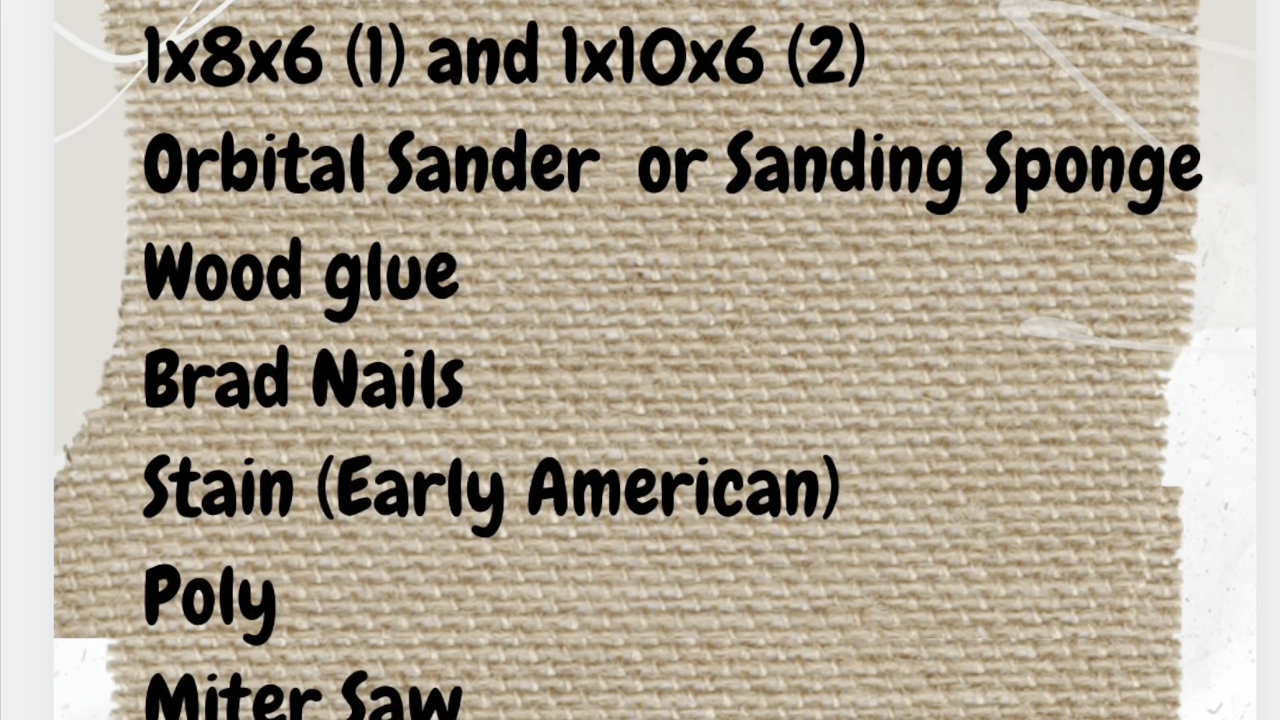 1x8x6 (1) and 1x10x6 (2)
Orbital Sander or Sanding Sponge
Wood glue
Brad Nails
Stain (Early American)
Poly
Miter Saw